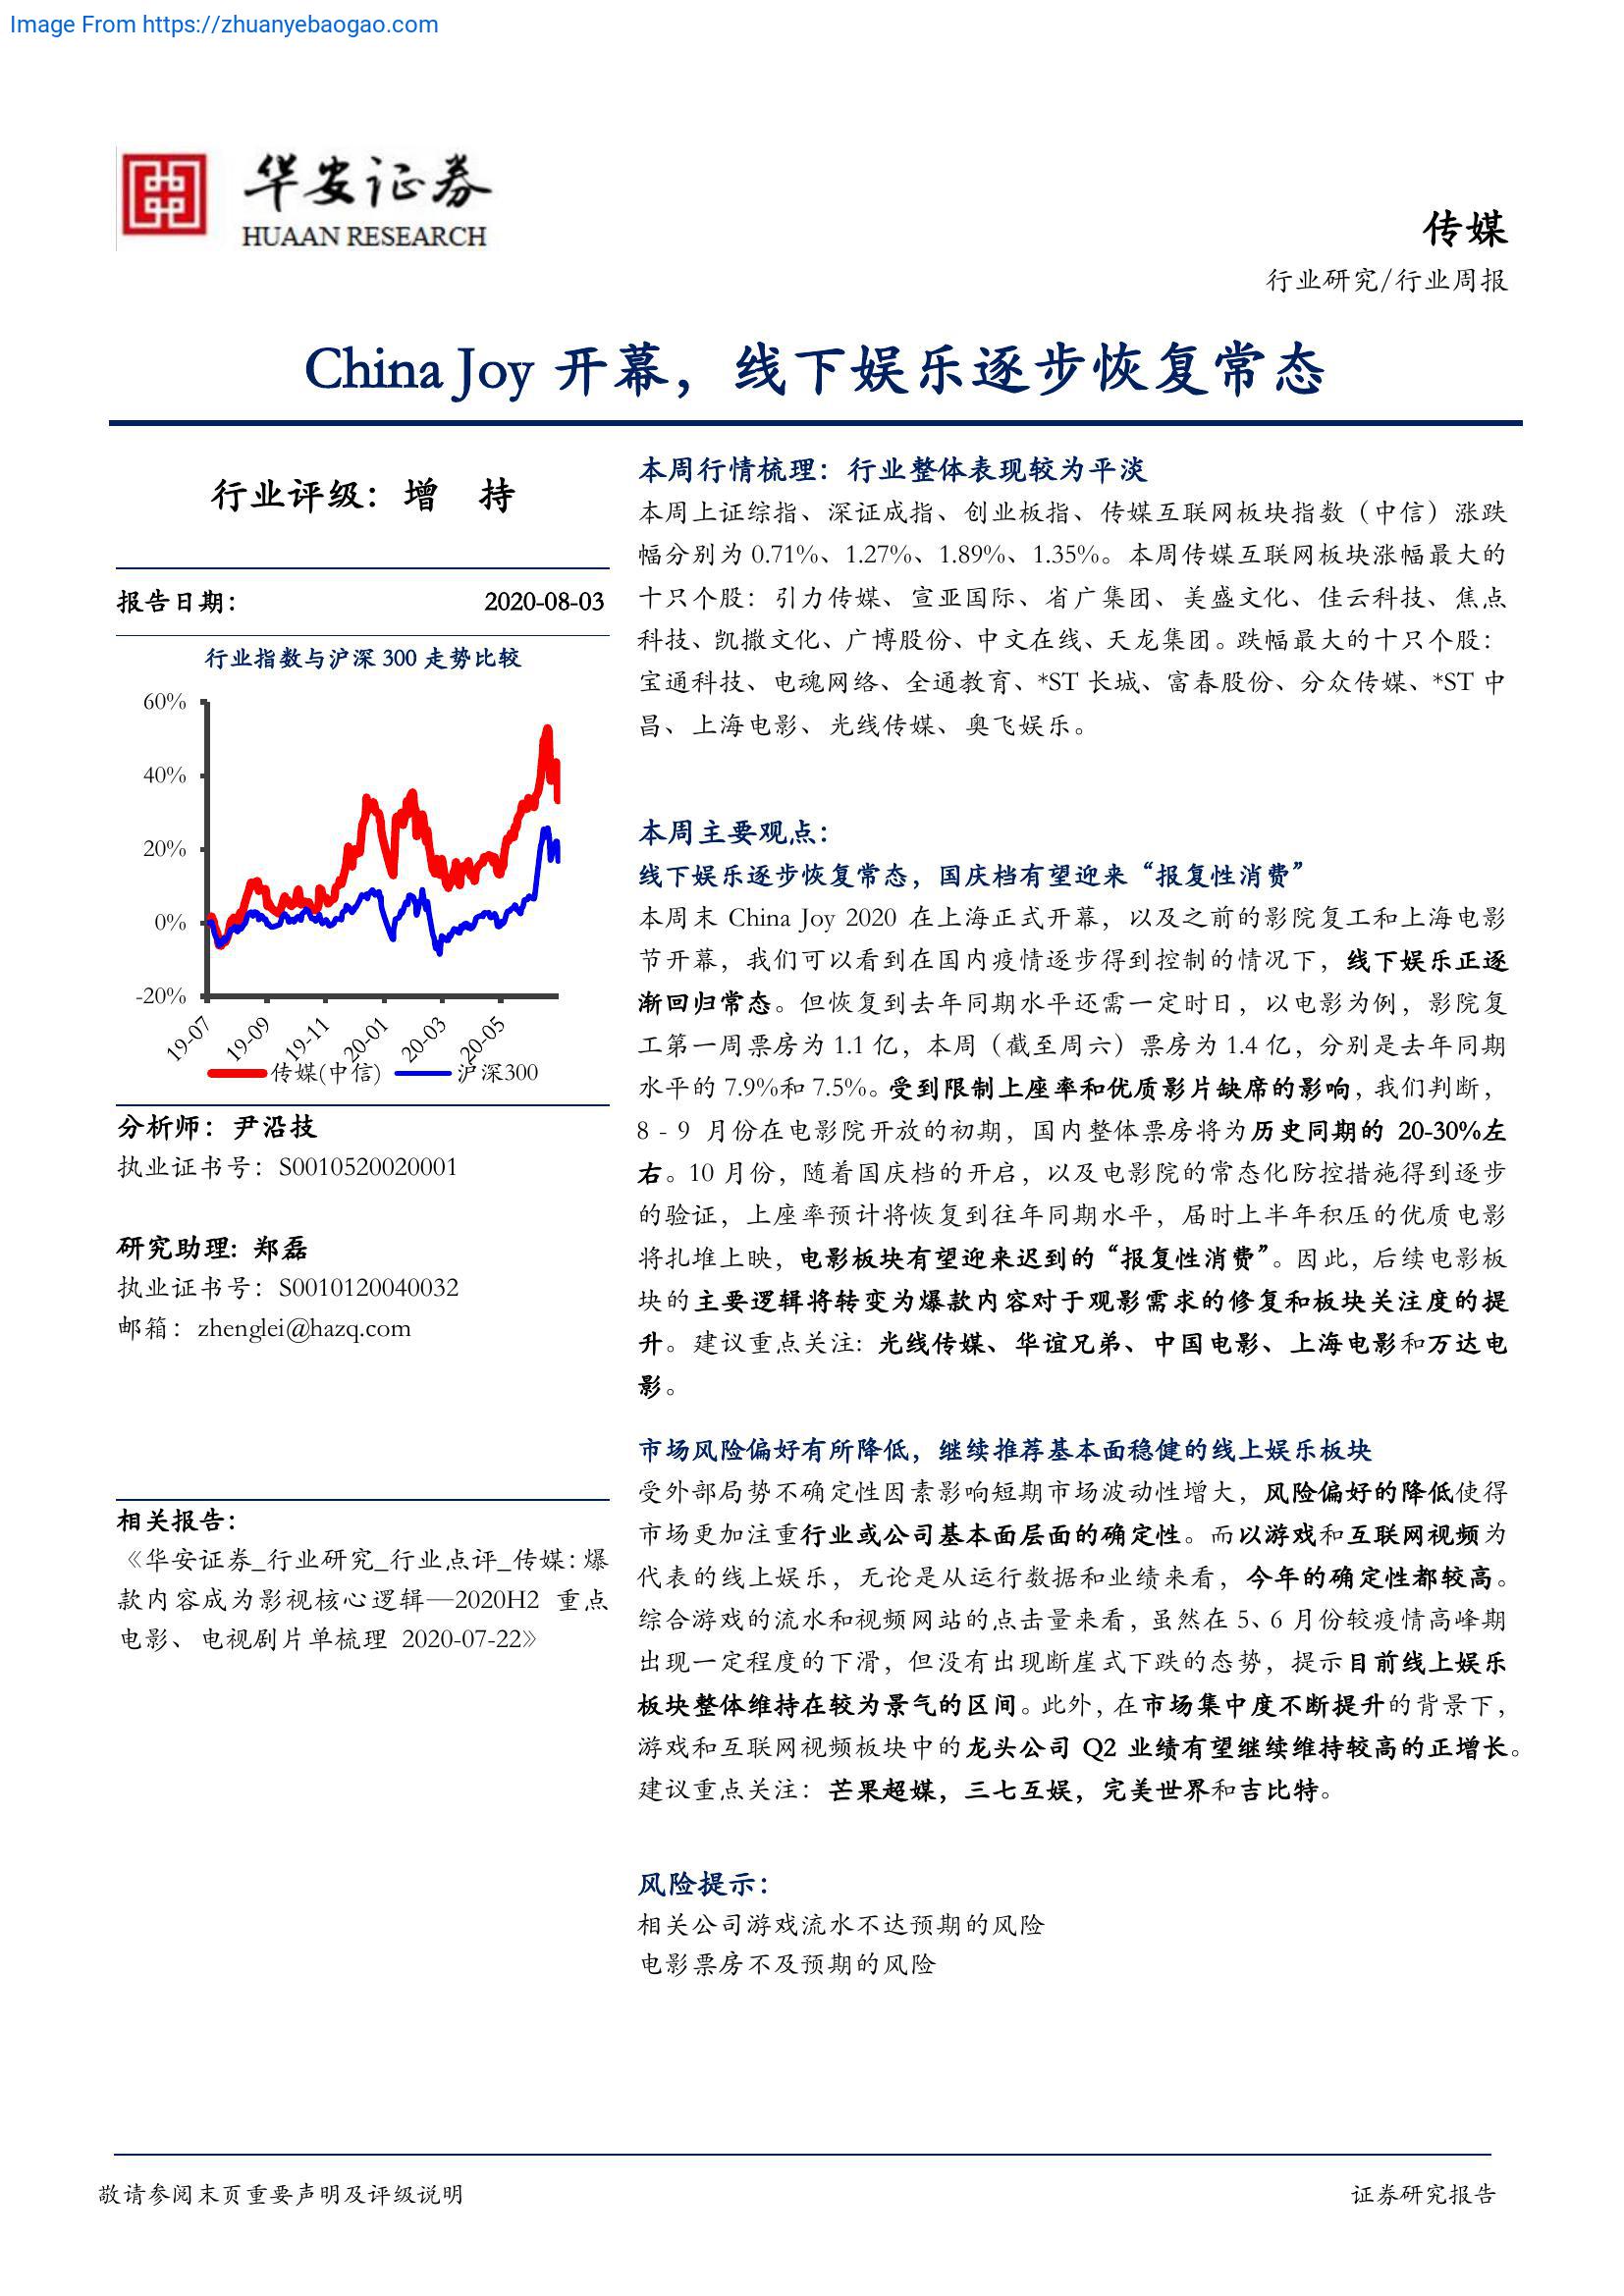 Image From https://zhuanyebaogao.com
华安证券
HUAAN RESEARCH
传媒
行业研究/行业周报
China Joy 开幕，线下娱乐逐步恢复常态
行业评级：增 持
报告日期： 2020-08-03
行业指数与沪深 300 走势比较
60%
40%
20%
0%
-20%
19-07 19-09 19-11 20-01 20-03 20-05
传媒(中信) 沪深300
分析师：尹沿技
执业证书号：S0010520020001
研究助理：郑磊
执业证书号：S0010120040032
邮箱：zhenglei@hazq.com
相关报告：
《华安证券_行业研究_行业点评_传媒：爆
款内容成为影视核心逻辑—2020H2 重点
电影、电视剧片单梳理 2020-07-22》
本周行情梳理：行业整体表现较为平淡
本周上证综指、深证成指、创业板指、传媒互联网板块指数（中信）涨跌
幅分别为 0.71%、1.27%、1.89%、1.35%。本周传媒互联网板块涨幅最大的
十只个股：引力传媒、宣亚国际、省广集团、美盛文化、佳云科技、焦点
科技、凯撒文化、广博股份、中文在线、天龙集团。跌幅最大的十只个股：
宝通科技、电魂网络、全通教育、*ST 长城、富春股份、分众传媒、*ST 中
昌、上海电影、光线传媒、奥飞娱乐。
本周主要观点：
线下娱乐逐步恢复常态，国庆档有望迎来“报复性消费”
本周末 China Joy 2020 在上海正式开幕，以及之前的影院复工和上海电影
节开幕，我们可以看到在国内疫情逐步得到控制的情况下，线下娱乐正逐
渐回归常态。但恢复到去年同期水平还需一定时日，以电影为例，影院复
工第一周票房为 1.1 亿，本周（截至周六）票房为 1.4 亿，分别是去年同期
水平的 7.9%和 7.5%。受到限制上座率和优质影片缺席的影响，我们判断，
8 - 9 月份在电影院开放的初期，国内整体票房将为历史同期的 20-30%左
右。10 月份，随着国庆档的开启，以及电影院的常态化防控措施得到逐步
的验证，上座率预计将恢复到往年同期水平，届时上半年积压的优质电影
将扎堆上映，电影板块有望迎来迟到的“报复性消费”。因此，后续电影板
块的主要逻辑将转变为爆款内容对于观影需求的修复和板块关注度的提
升。建议重点关注：光线传媒、华谊兄弟、中国电影、上海电影和万达电
影。
市场风险偏好有所降低，继续推荐基本面稳健的线上娱乐板块
受外部局势不确定性因素影响短期市场波动性增大，风险偏好的降低使得
市场更加注重行业或公司基本面层面的确定性。而以游戏和互联网视频为
代表的线上娱乐，无论是从运行数据和业绩来看，今年的确定性都较高。
综合游戏的流水和视频网站的点击量来看，虽然在 5、6 月份较疫情高峰期
出现一定程度的下滑，但没有出现断崖式下跌的态势，提示目前线上娱乐
板块整体维持在较为景气的区间。此外，在市场集中度不断提升的背景下，
游戏和互联网视频板块中的龙头公司 Q2 业绩有望继续维持较高的正增长。
建议重点关注：芒果超媒，三七互娱，完美世界和吉比特。
风险提示：
相关公司游戏流水不达预期的风险
电影票房不及预期的风险
敬请参阅末页重要声明及评级说明 证券研究报告